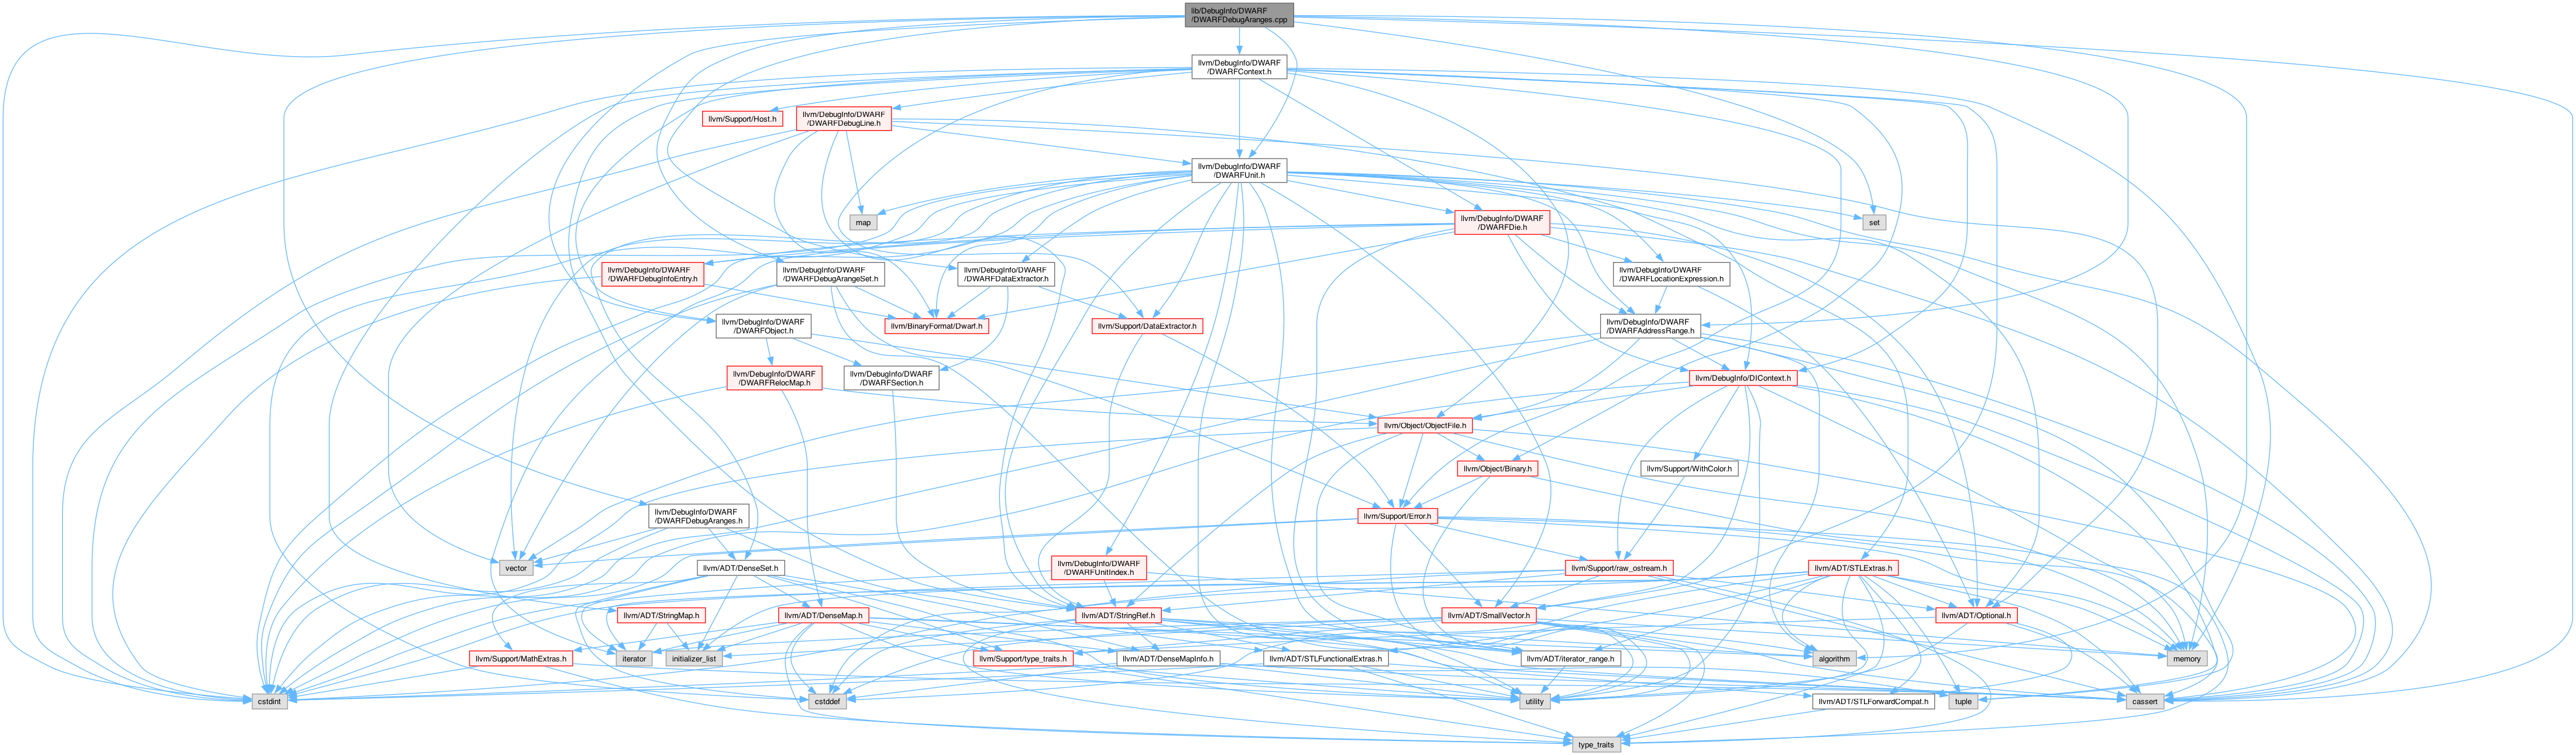 lib/DebugInfo/DWARF
/DWARFDebugAranges.cpp
llvm/DebugInfo/DWARF
/DWARFContext.h
llvm/Support/Host.h
llvm/DebugInfo/DWARF
/DWARFDebugLine.h
llvm/DebugInfo/DWARF
/DWARFUnit.h
map
llvm/DebugInfo/DWARF
/DWARFDie.h
set
llvm/DebugInfo/DWARF
/DWARFDebugInfoEntry.h
llvm/DebugInfo/DWARF
/DWARFDebugArangeSet.h
llvm/DebugInfo/DWARF
/DWARFDataExtractor.h
llvm/DebugInfo/DWARF
/DWARFLocationExpression.h
llvm/DebugInfo/DWARF
/DWARFObject.h
llvm/BinaryFormat/Dwarf.h
llvm/Support/DataExtractor.h
llvm/DebugInfo/DWARF
/DWARFAddressRange.h
llvm/DebugInfo/DWARF
/DWARFRelocMap.h
llvm/DebugInfo/DWARF
/DWARFSection.h
llvm/DebugInfo/DIContext.h
llvm/Object/ObjectFile.h
llvm/Object/Binary.h
llvm/Support/WithColor.h
llvm/DebugInfo/DWARF
/DWARFDebugAranges.h
llvm/Support/Error.h
vector
llvm/ADT/DenseSet.h
llvm/DebugInfo/DWARF
/DWARFUnitIndex.h
llvm/Support/raw_ostream.h
llvm/ADT/STLExtras.h
llvm/ADT/StringMap.h
llvm/ADT/DenseMap.h
llvm/ADT/StringRef.h
llvm/ADT/SmallVector.h
llvm/ADT/Optional.h
llvm/Support/MathExtras.h
iterator
initializer_list
llvm/Support/type_traits.h
llvm/ADT/DenseMapInfo.h
llvm/ADT/STLFunctionalExtras.h
llvm/ADT/iterator_range.h
algorithm
memory
cstdint
cstddef
utility
llvm/ADT/STLForwardCompat.h
tuple
cassert
type_traits